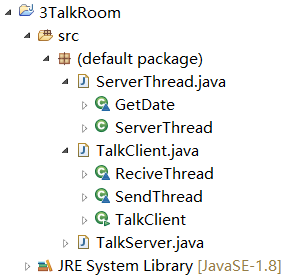 3TalkRoom
src
(default package)
ServerThread.java
GetDate
ServerThread
TalkClient.java
ReciveThread
SendThread
TalkClient
TalkServer.java
JRE System Library [JavaSE-1.8]